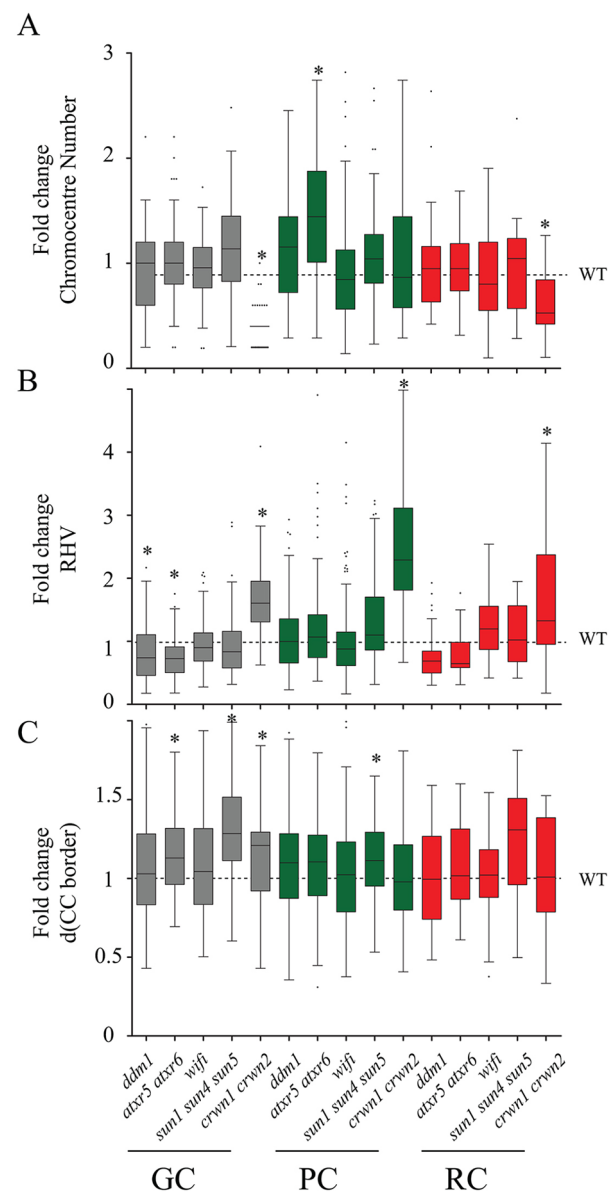 A
Fold change
Chromocentre Number
3
2
1
0
*
*
*
WT
B
Fold change
RHV
4
3
2
1
0
*
*
*
*
*
WT
C
Fold change
d(CC border)
1.5
1
0.5
0
*
*
*
*
WT
ddm1
atxr5 atxr6
wifi
sun1 sun4 sun5
crwn1 crwn2
ddm1
atxr5 atxr6
wifi
sun1 sun4 sun5
crwn1 crwn2
ddm1
atxr5 atxr6
wifi
sun1 sun4 sun5
crwn1 crwn2
GC
PC
RC